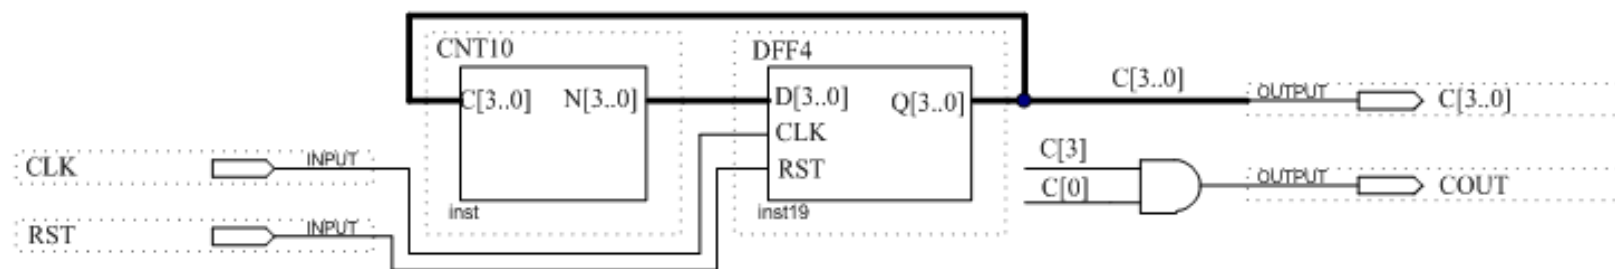 CNT10
DFF4
C[3..0]
C[3..0] N[3..0]
D[3..0] Q[3..0]
OUTPUT
C[3..0]
CLK
C[3]
CLK
INPUT
RST
C[0]
OUTPUT
COUT
inst
inst19
RST
INPUT